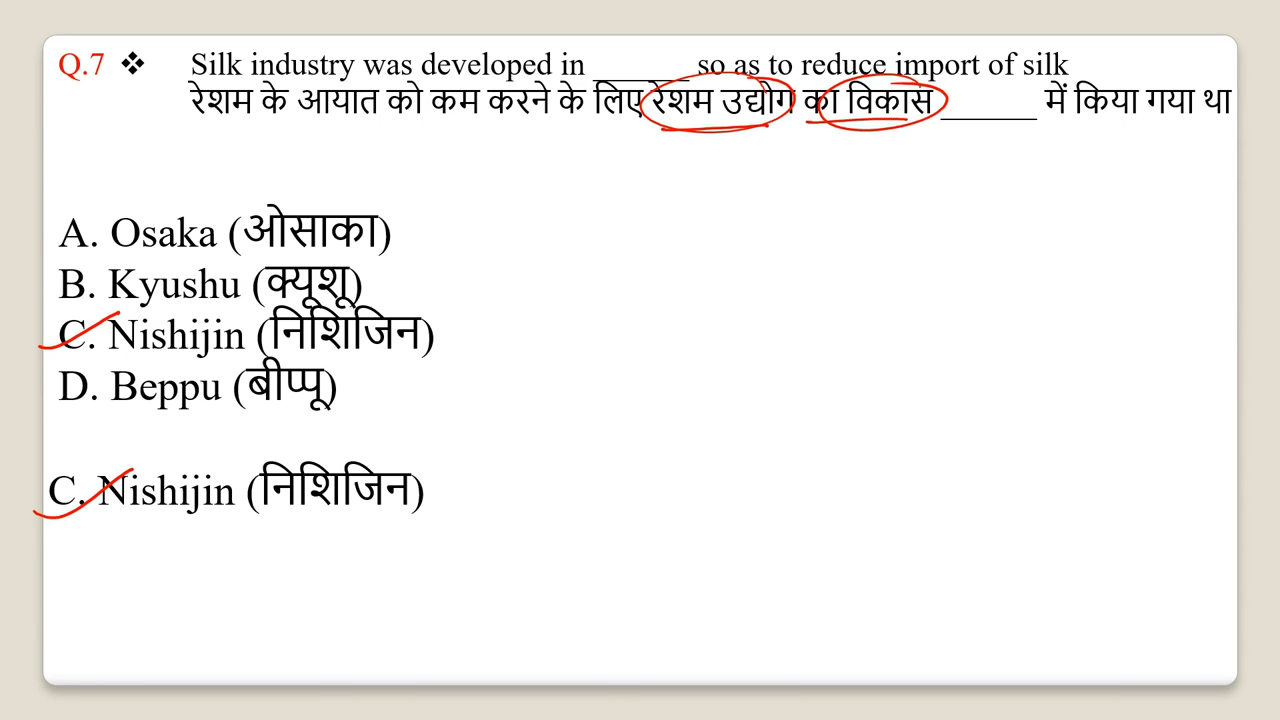 Q.7 ❖ Silk industry was developed in ______ so as to reduce import of silk
रेशम के आयात को कम करने के लिए रेशम उद्योग का विकास ______ में किया गया था
A. Osaka (ओसाका)
B. Kyushu (क्यूशू)
C. Nishijin (निशिजिन)
D. Beppu (बीप्पू)
C. Nishijin (निशिजिन)